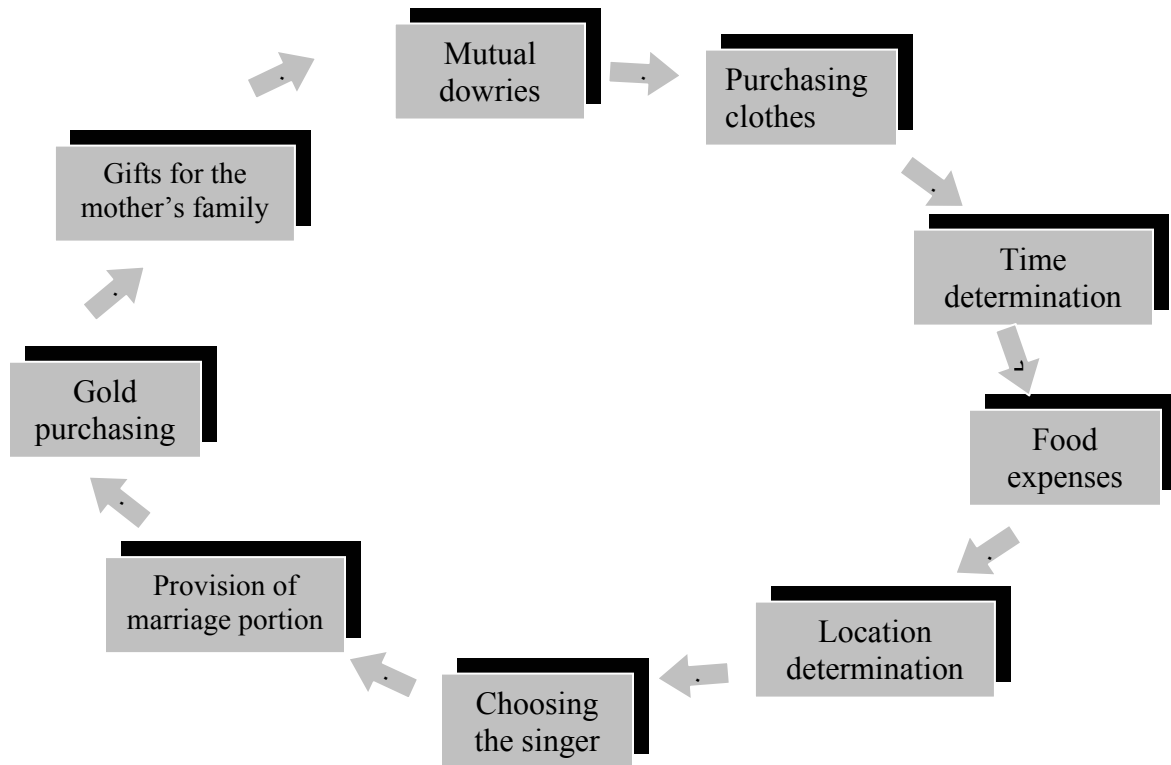 Mutual
dowries
Purchasing
clothes
Time
determination
Food
expenses
Location
determination
Choosing
the singer
Provision of
marriage portion
Gold
purchasing
Gifts for the
mother’s family